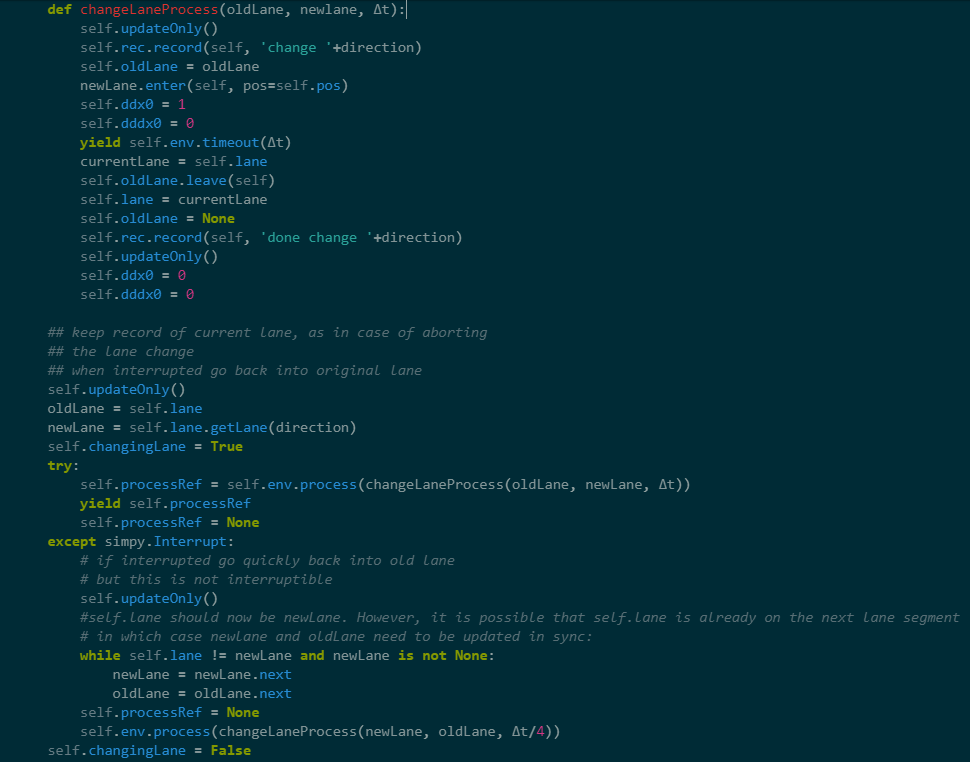 def changeLaneProcess(oldLane, newlane, Δt):
    self.updateOnly()
    self.rec.record(self, 'change '+direction)
    self.oldLane = oldLane
    newLane.enter(self, pos=self.pos)
    self.ddx0 = 1
    self.dddx0 = 0
    yield self.env.timeout(Δt)
    currentLane = self.lane
    self.oldLane.leave(self)
    self.lane = currentLane
    self.oldLane = None
    self.rec.record(self, 'done change '+direction)
    self.updateOnly()
    self.ddx0 = 0
    self.dddx0 = 0

## keep record of current lane, as in case of aborting
## the lane change
## when interrupted go back into original lane
self.updateOnly()
oldLane = self.lane
newLane = self.lane.getLane(direction)
self.changingLane = True
try:
    self.processRef = self.env.process(changeLaneProcess(oldLane, newLane, Δt))
    yield self.processRef
    self.processRef = None
except simpy.Interrupt:
    # if interrupted go quickly back into old lane
    # but this is not interruptible
    self.updateOnly()
    #self.lane should now be newLane. However, it is possible that self.lane is already on the next lane segment
    # in which case newlane and oldLane need to be updated in sync:
    while self.lane != newLane and newLane is not None:
        newLane = newLane.next
        oldLane = oldLane.next
    self.processRef = None
    self.env.process(changeLaneProcess(newLane, oldLane, Δt/4))
self.changingLane = False